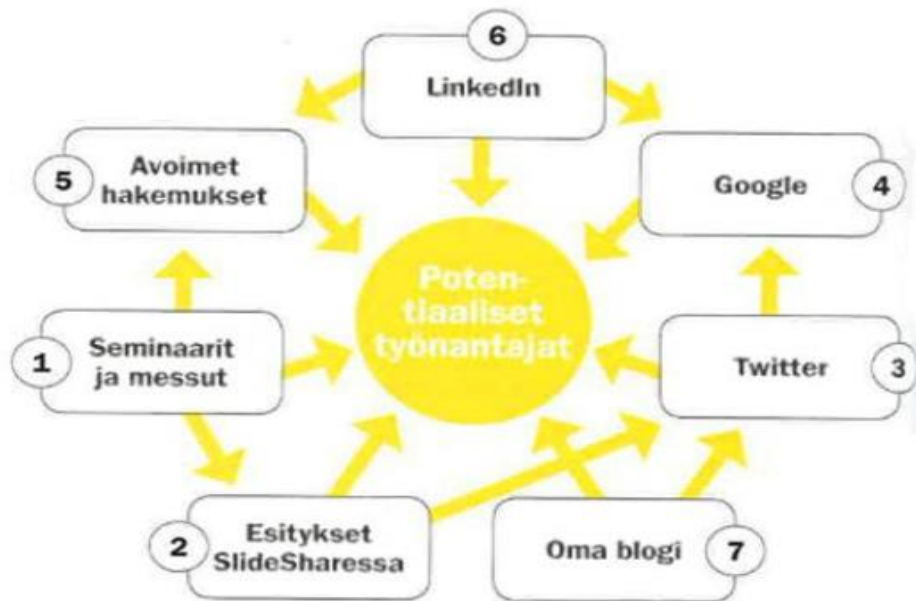 6
LinkedIn
5
Avoimet
hakemukset
Google
4
Poten-
tiaaliset
työnantajat
1
Seminaarit
ja messut
Twitter
3
2
Esitykset
SlideSharessa
Oma blogi
7